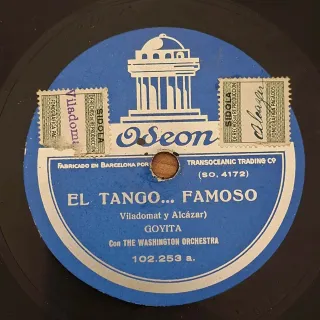 Odeon
SIDOLA
Viladomat
SIDOLA
Alcázar
FABRICADO EN BARCELONA POR TRANSOCEANIC TRADING Cº
(SO. 4172)
EL TANGO... FAMOSO
Viladomat y Alcázar)
GOYITA
Con THE WASHINGTON ORCHESTRA
102.253 a.